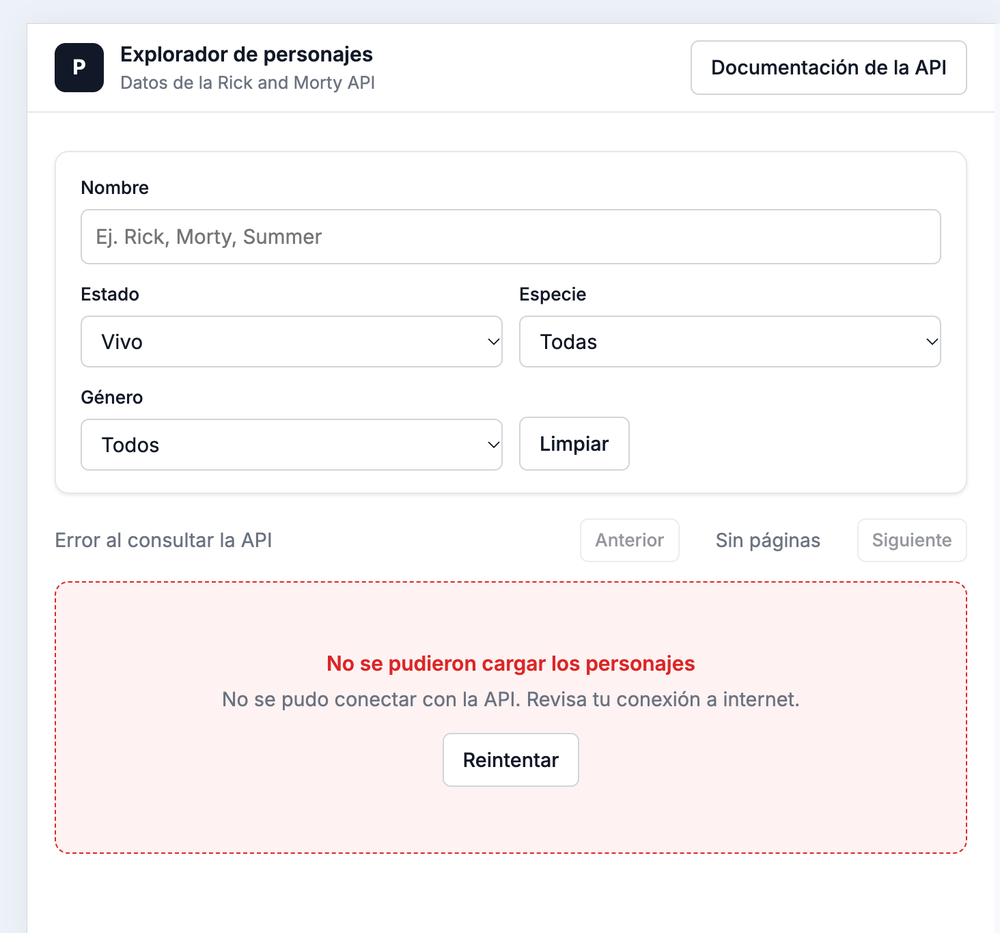 P
Explorador de personajes
Datos de la Rick and Morty API
Documentación de la API
Nombre
Ej. Rick, Morty, Summer
Estado
Especie
Vivo
Todas
Género
Todos
Limpiar
Error al consultar la API
Anterior
Sin páginas
Siguiente
No se pudieron cargar los personajes
No se pudo conectar con la API. Revisa tu conexión a internet.
Reintentar